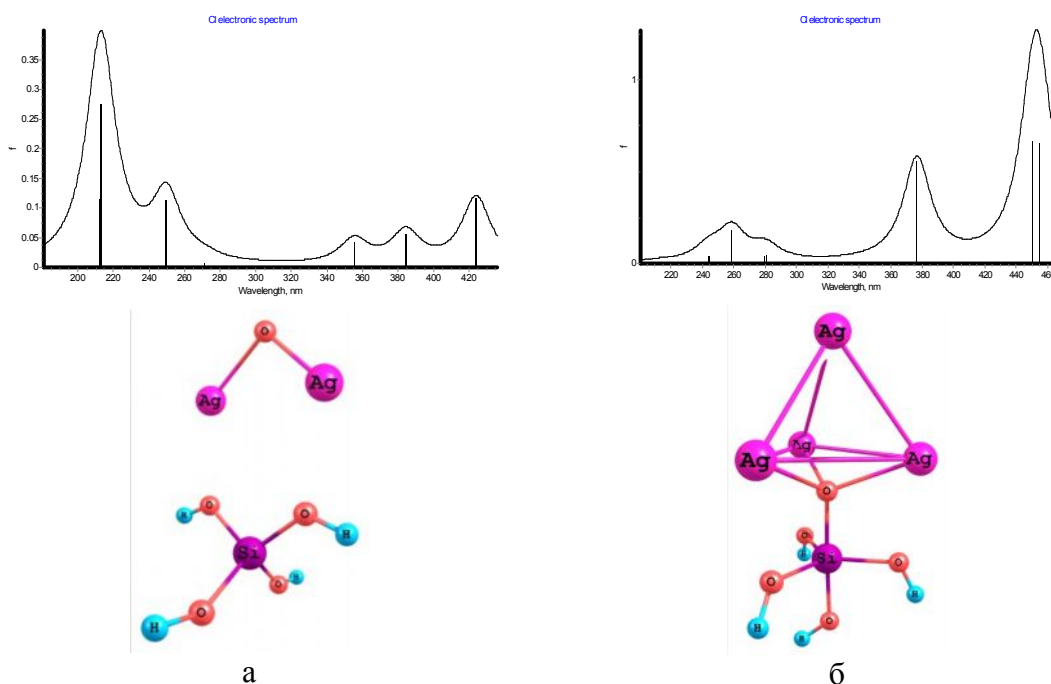 CI electronic spectrum
f
0.35
0.3
0.25
0.2
0.15
0.1
0.05
0
200 220 240 260 280 300 320 340 360 380 400 420
Wavelength, nm
CI electronic spectrum
f
1
0
220 240 260 280 300 320 340 360 380 400 420 440 460
Wavelength, nm
O
Ag
Ag
O
H
O
H
Si
O
H
O
H
а
Ag
Ag
Ag
Ag
O
O
H
Si
O
H
O
H
O
H
б